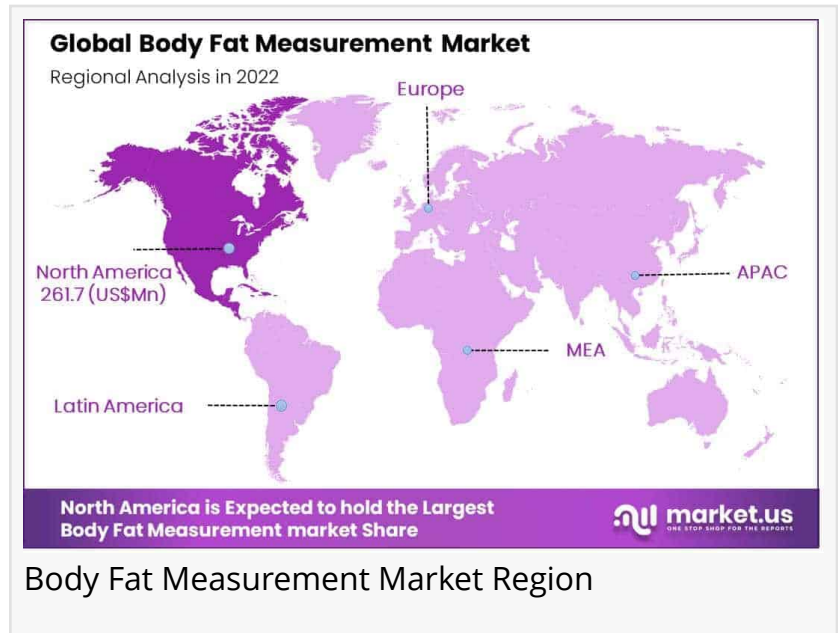 Global Body Fat Measurement Market
Regional Analysis in 2022
Europe
North America
261.7 (US$Mn)
APAC
MEA
Latin America
North America is Expected to hold the Largest
Body Fat Measurement market Share
market.us
ONE STOP SHOP FOR THE REPORTS
Body Fat Measurement Market Region